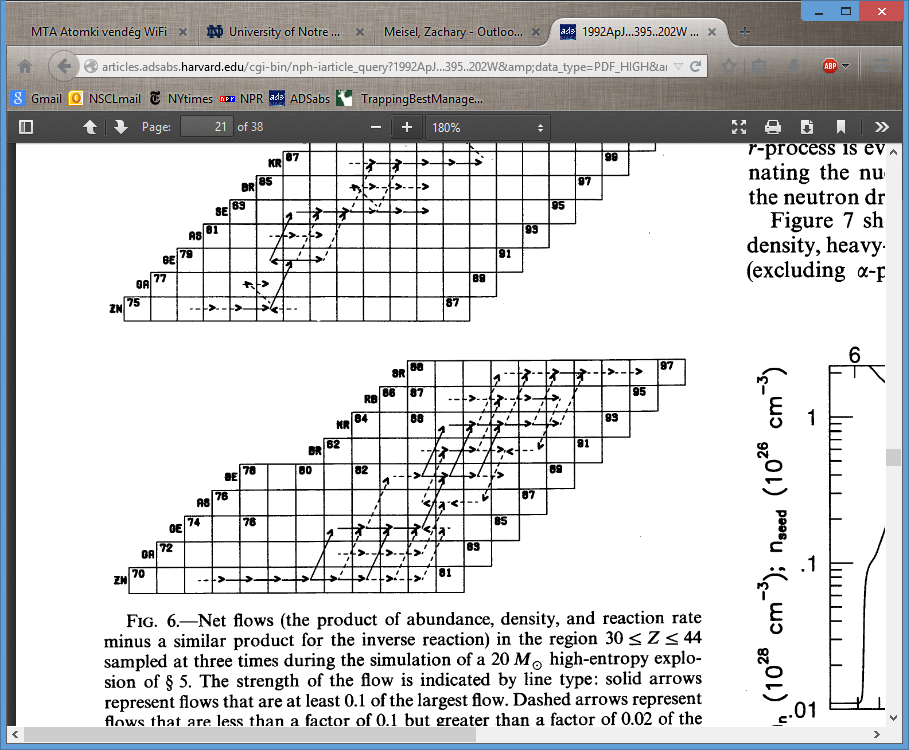 MTA Atomki vendég WiFi
University of Notre ...
Meisel, Zachary - Outloo...
ads 1992ApJ...395..202W ...
articles.adsabs.harvard.edu/cgi-bin/nph-iarticle_query?1992ApJ...395..202W&amp;data_type=PDF_HIGH&a
ABP
Gmail NSCLmail NYtimes npr NPR ads ADSabs TrappingBestManage...
Page: 21 of 38
180%
KR 87 99
BR 85 97
SE 83 95
AS 81 93
GE 79 91
GA 77 89
ZN 75 87
SR 88 97
RB 86 87 95
KR 84 88 93
BR 82 91
SE 78 80 82 89
AS 76 87
GE 74 76 85
GA 72 83
ZN 70 81
FIG. 6.—Net flows (the product of abundance, density, and reaction rate
minus a similar product for the inverse reaction) in the region 30 ≤ Z ≤ 44
sampled at three times during the simulation of a 20 M⊙ high-entropy explo-
sion of § 5. The strength of the flow is indicated by line type: solid arrows
represent flows that are at least 0.1 of the largest flow. Dashed arrows represent
flows that are less than a factor of 0.1 but greater than a factor of 0.02 of the
r-process is ev
nating the nu
the neutron dr
Figure 7 sh
density, heavy-
(excluding α-p
6
1
.1
.01
(10²⁸ cm⁻³); n_seed (10²⁶ cm⁻³)